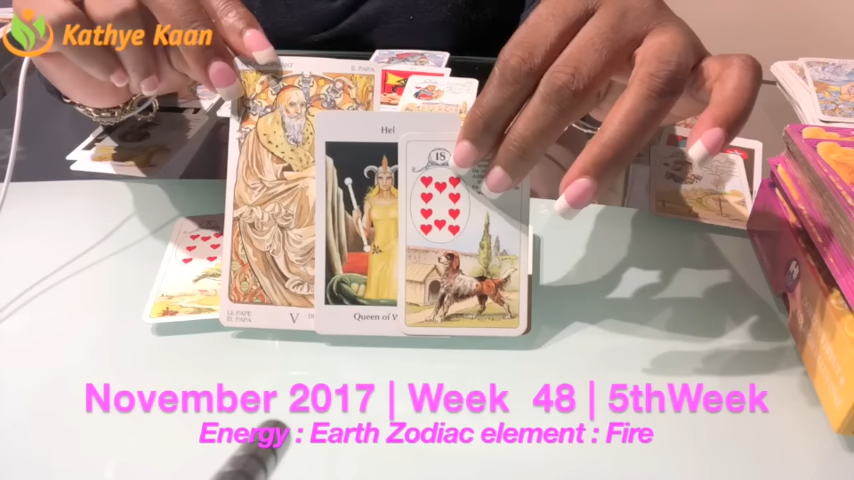 Kathye Kaan
Hel
18
LE PAPE
EL PAPA
V
Queen of W
November 2017 | Week 48 | 5thWeek
Energy : Earth Zodiac element : Fire